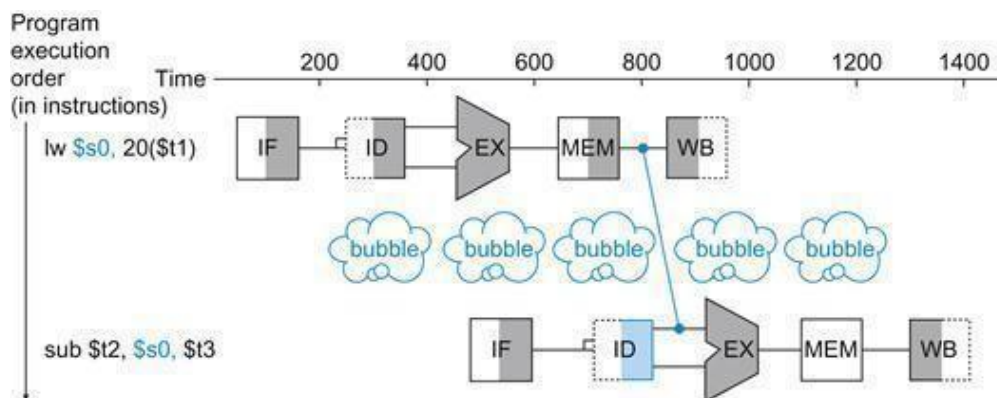 Program
execution
order
(in instructions)
Time
200 400 600 800 1000 1200 1400
lw $s0, 20($t1)
IF ID EX MEM WB
bubble bubble bubble bubble bubble
sub $t2, $s0, $t3
IF ID EX MEM WB